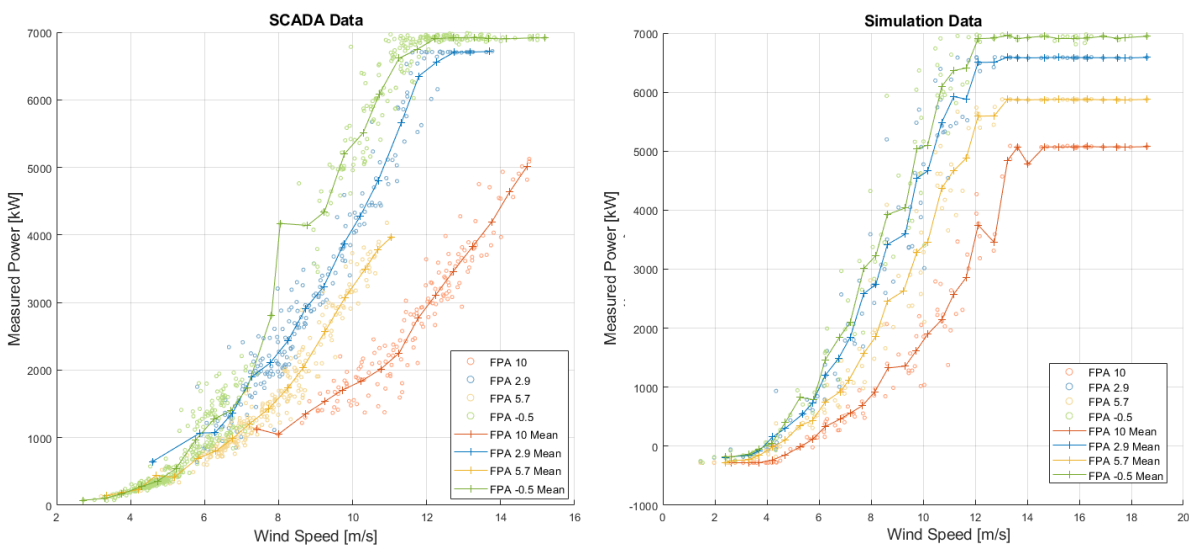 SCADA Data
Measured Power [kW]
7000
6000
5000
4000
3000
2000
1000
0
2
4
6
8
10
12
14
16
Wind Speed [m/s]
FPA 10
FPA 2.9
FPA 5.7
FPA -0.5
FPA 10 Mean
FPA 2.9 Mean
FPA 5.7 Mean
FPA -0.5 Mean
Simulation Data
Measured Power [kW]
7000
6000
5000
4000
3000
2000
1000
0
-1000
0
2
4
6
8
10
12
14
16
18
20
Wind Speed [m/s]
FPA 10
FPA 2.9
FPA 5.7
FPA -0.5
FPA 10 Mean
FPA 2.9 Mean
FPA 5.7 Mean
FPA -0.5 Mean